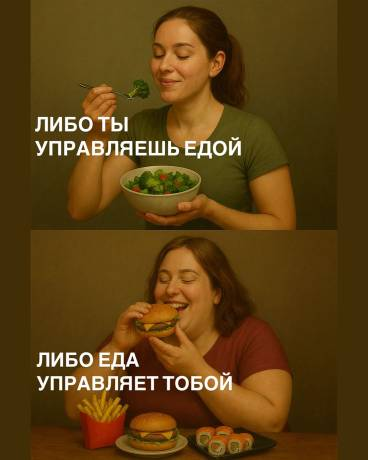 ЛИБО ТЫ
УПРАВЛЯЕШЬ ЕДОЙ
ЛИБО ЕДА
УПРАВЛЯЕТ ТОБОЙ